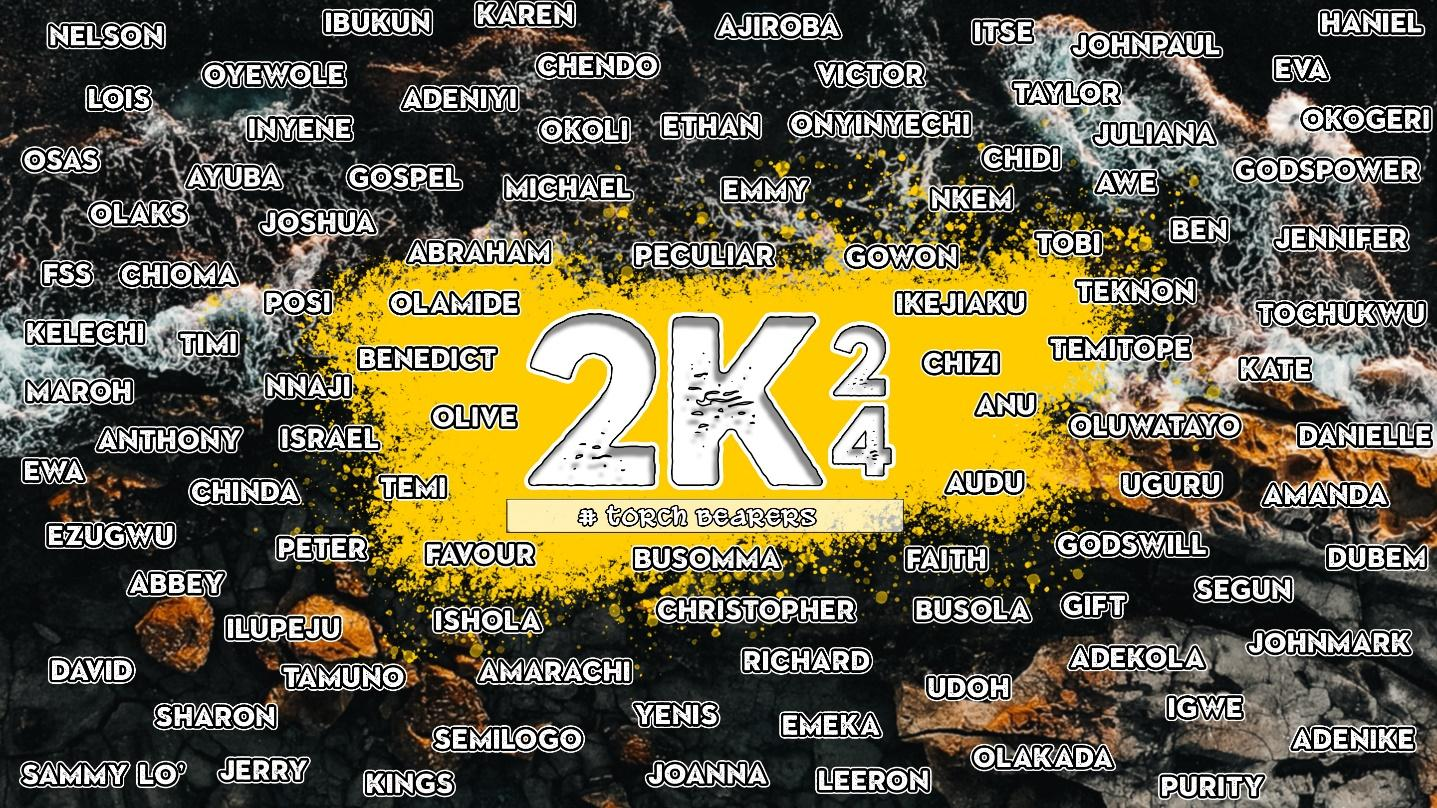 NELSON
IBUKUN
KAREN
AJIROBA
ITSE
JOHNPAUL
HANIEL
OYEWOLE
CHENDO
VICTOR
EVA
LOIS
ADENIYI
TAYLOR
INYENE
OKOLI
ETHAN
ONYINYECHI
JULIANA
OKOGERI
OSAS
AYUBA
GOSPEL
MICHAEL
EMMY
CHIDI
NKEM
AWE
GODSPOWER
OLAKS
JOSHUA
BEN
JENNIFER
ABRAHAM
PECULIAR
GOWON
TOBI
FSS
CHIOMA
POSI
OLAMIDE
IKEJIAKU
TEKNON
TOCHUKWU
KELECHI
TIMI
BENEDICT
2K24
CHIZI
TEMITOPE
KATE
MAROH
NNAJI
OLIVE
ANU
ANTHONY
ISRAEL
OLUWATAYO
DANIELLE
EWA
CHINDA
TEMI
AUDU
UGURU
AMANDA
# TORCH BEARERS
EZUGWU
PETER
FAVOUR
BUSOMMA
FAITH
GODSWILL
DUBEM
ABBEY
SEGUN
ILUPEJU
ISHOLA
CHRISTOPHER
BUSOLA
GIFT
JOHNMARK
DAVID
TAMUNO
AMARACHI
RICHARD
UDOH
ADEKOLA
SHARON
YENIS
EMEKA
IGWE
SEMILOGO
OLAKADA
ADENIKE
SAMMY LO'
JERRY
KINGS
JOANNA
LEERON
PURITY